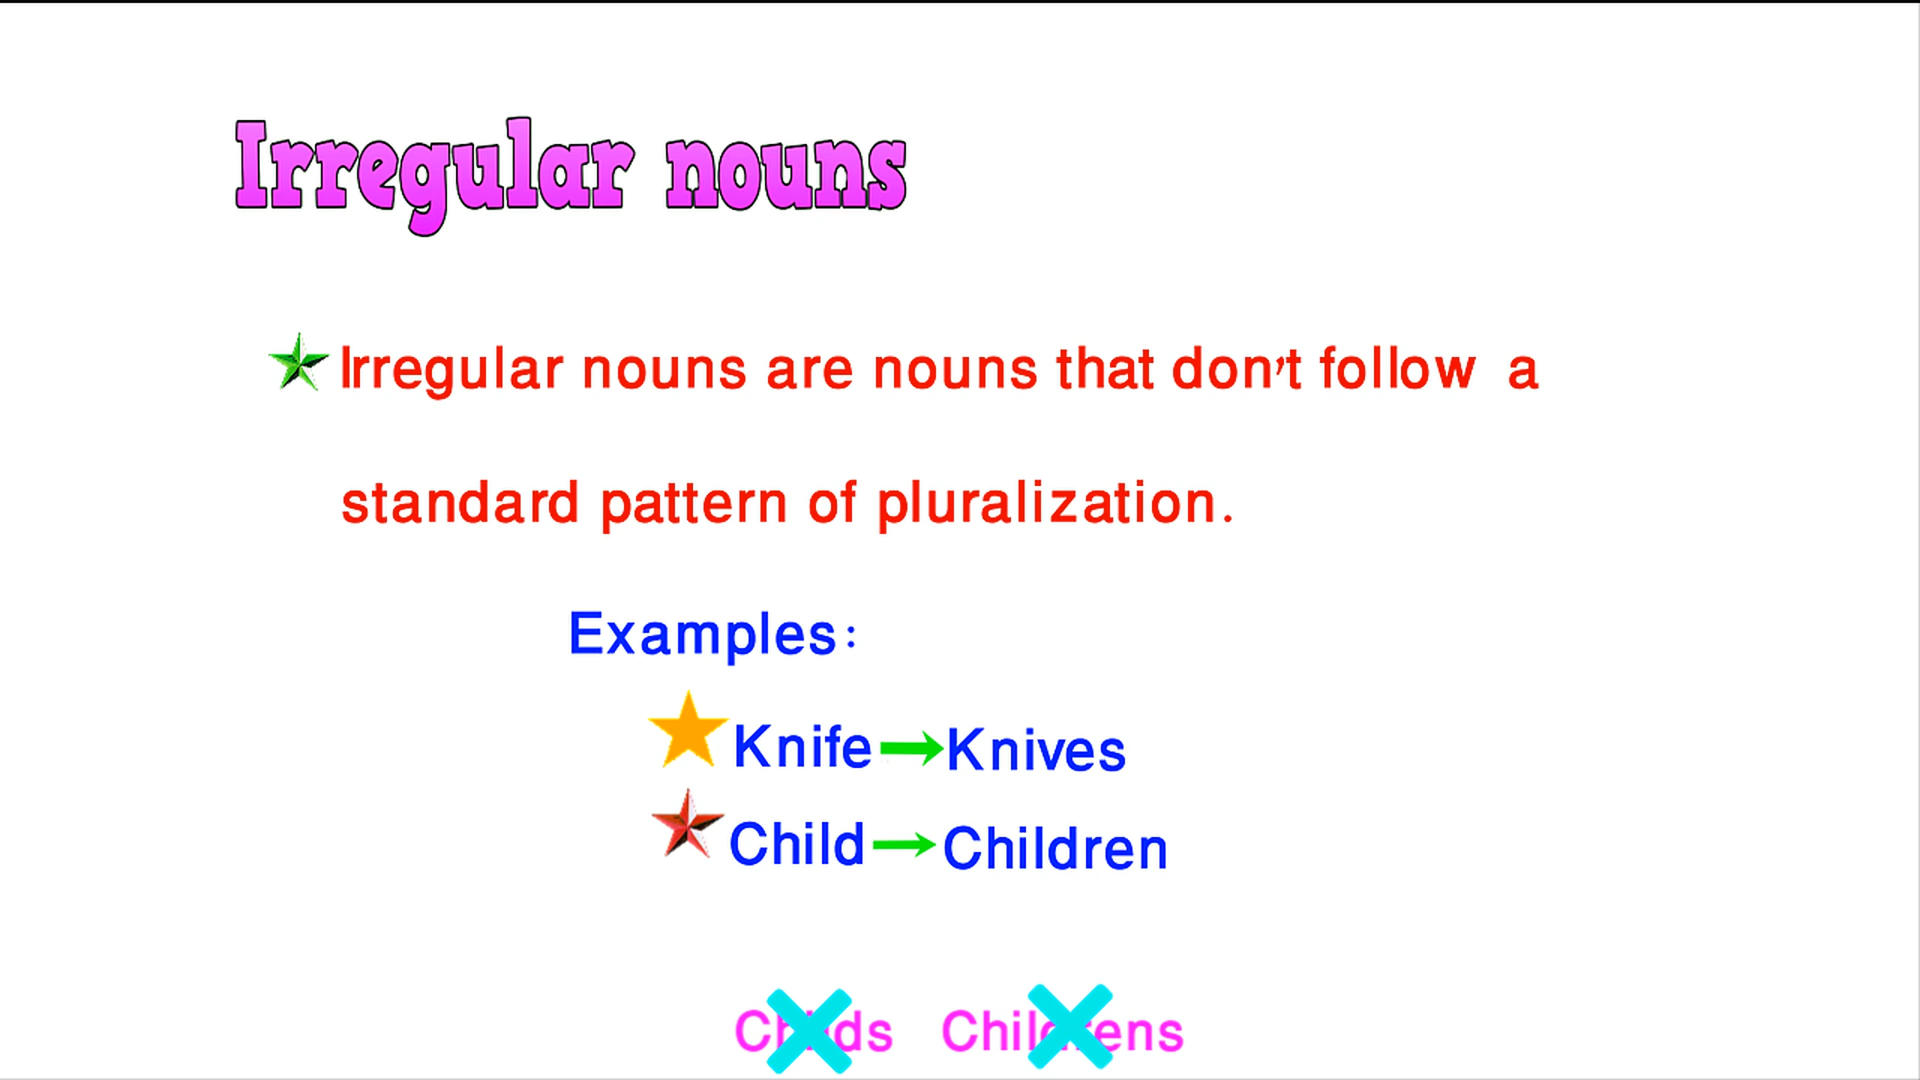 Irregular nouns
Irregular nouns are nouns that don't follow a
standard pattern of pluralization.
Examples:
Knife→Knives
Child→Children
Childs Childrens